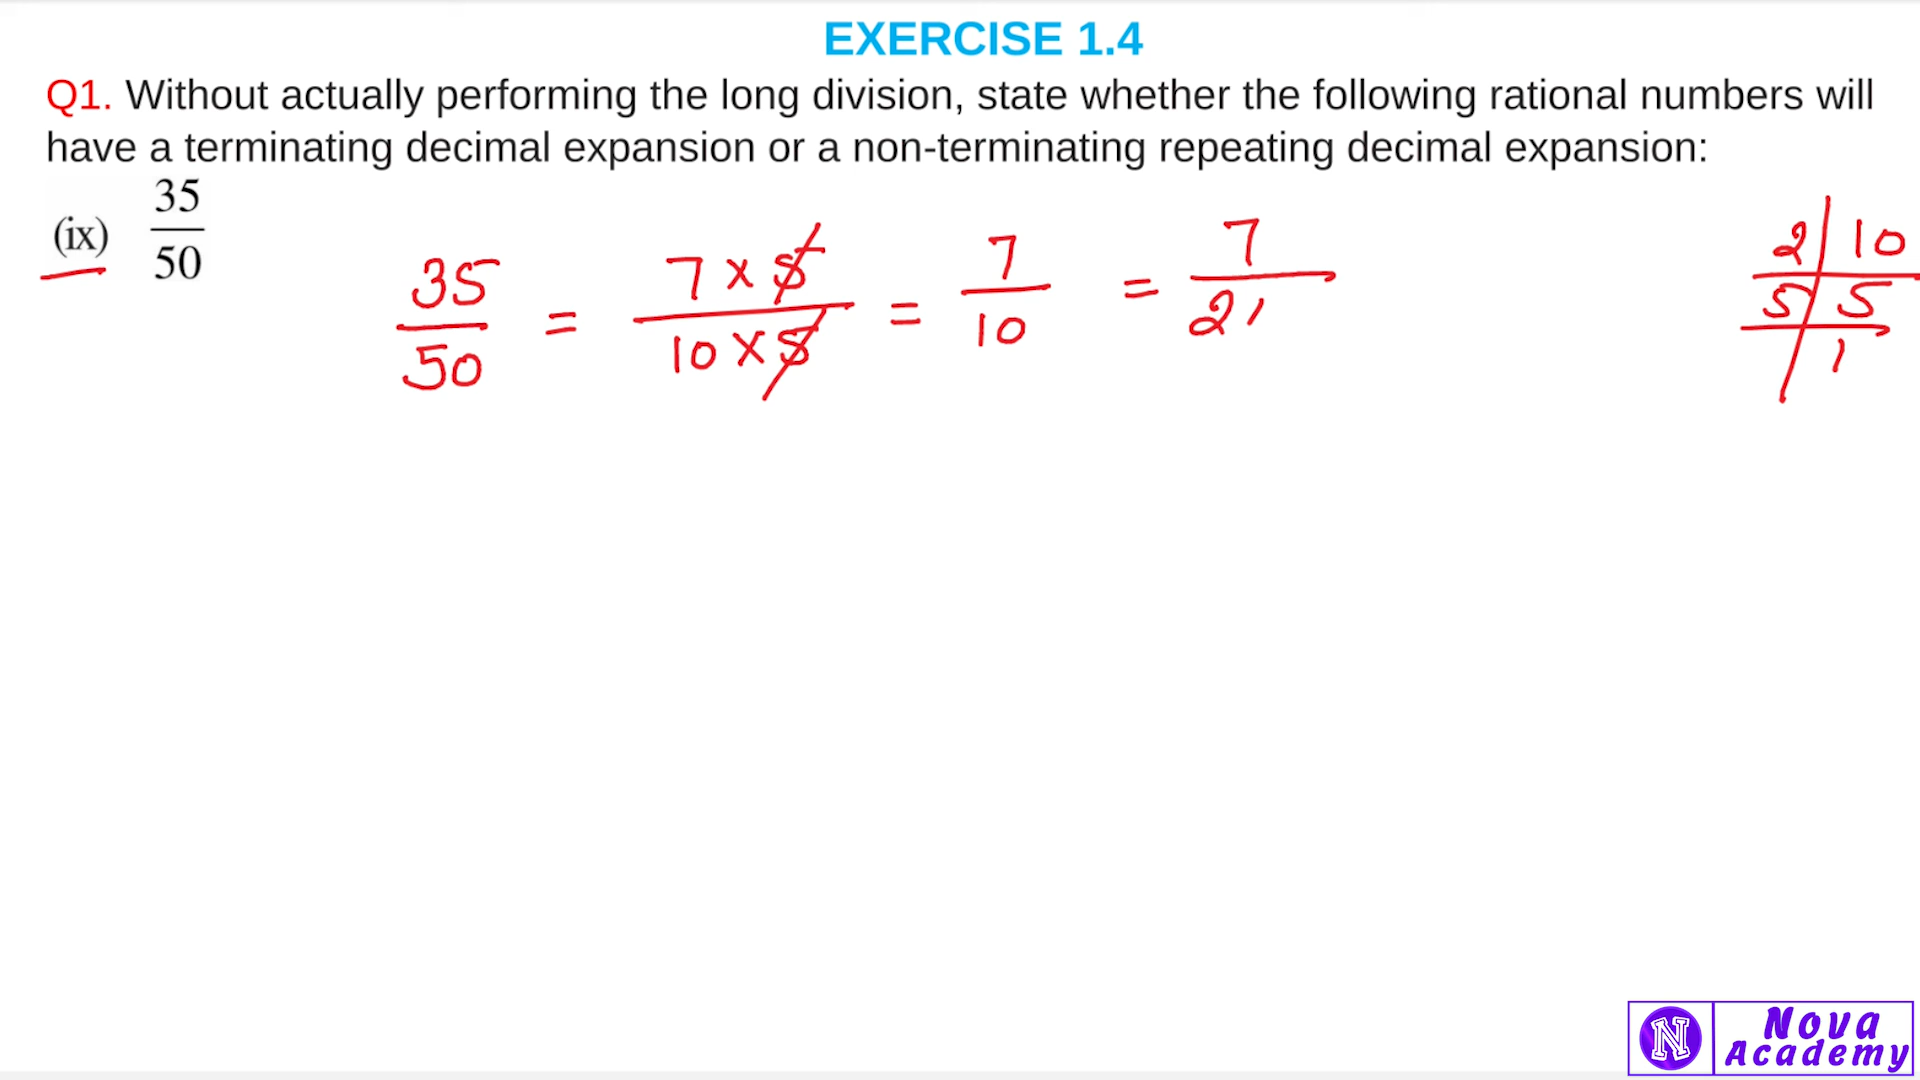 EXERCISE 1.4
Q1. Without actually performing the long division, state whether the following rational numbers will
have a terminating decimal expansion or a non-terminating repeating decimal expansion:
(ix) 35/50
35/50 = 7 × 5/10 × 5 = 7/10 = 7/2
2 | 10
5 | 5
| 1
N Nova
Academy